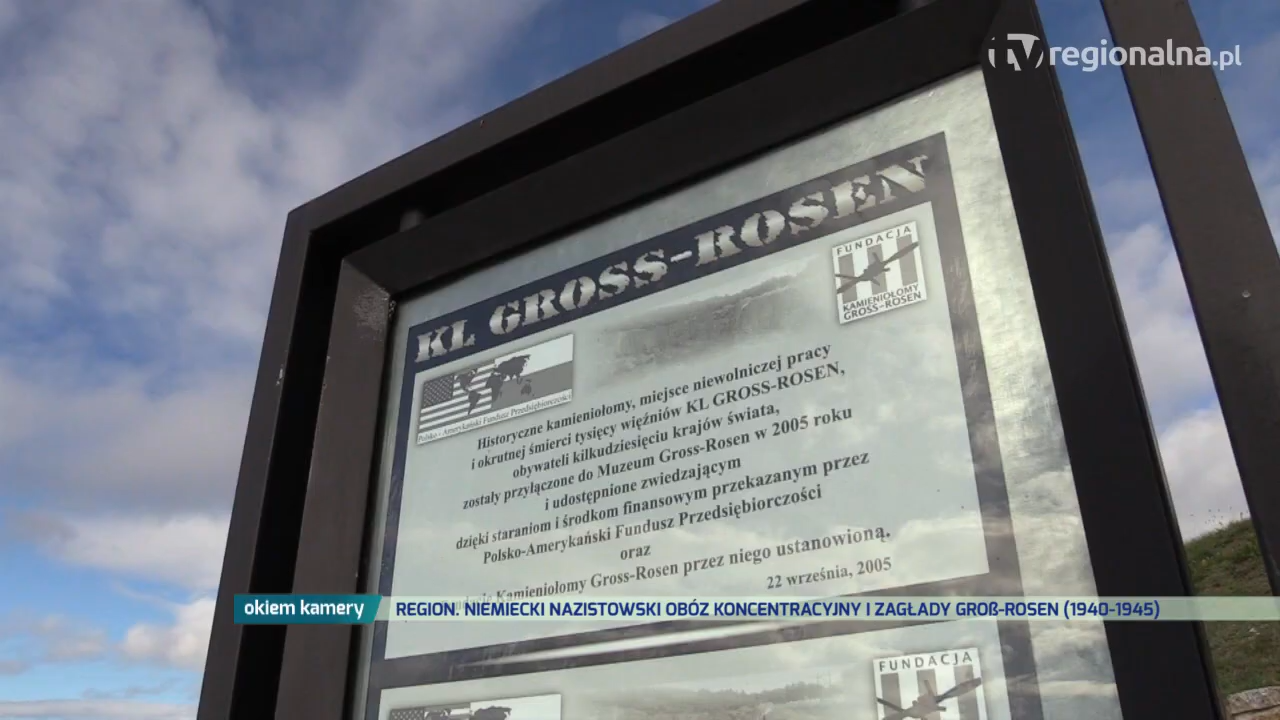 tv regionalna.pl
KL GROSS-ROSEN
FUNDACJA
KAMIENIOŁOMY
GROSS-ROSEN
Polsko - Amerykański Fundusz Przedsiębiorczości
Historyczne kamieniołomy, miejsce niewolniczej pracy
i okrutnej śmierci tysięcy więźniów KL GROSS-ROSEN,
obywateli kilkudziesięciu krajów świata,
zostały przyłączone do Muzeum Gross-Rosen w 2005 roku
i udostępnione zwiedzającym
dzięki staraniom i środkom finansowym przekazanym przez
Polsko-Amerykański Fundusz Przedsiębiorczości
oraz
Kamieniołomy Gross-Rosen przez niego ustanowioną.
22 września, 2005
okiem kamery
REGION. NIEMIECKI NAZISTOWSKI OBÓZ KONCENTRACYJNY I ZAGŁADY GROß-ROSEN (1940-1945)
FUNDACJA